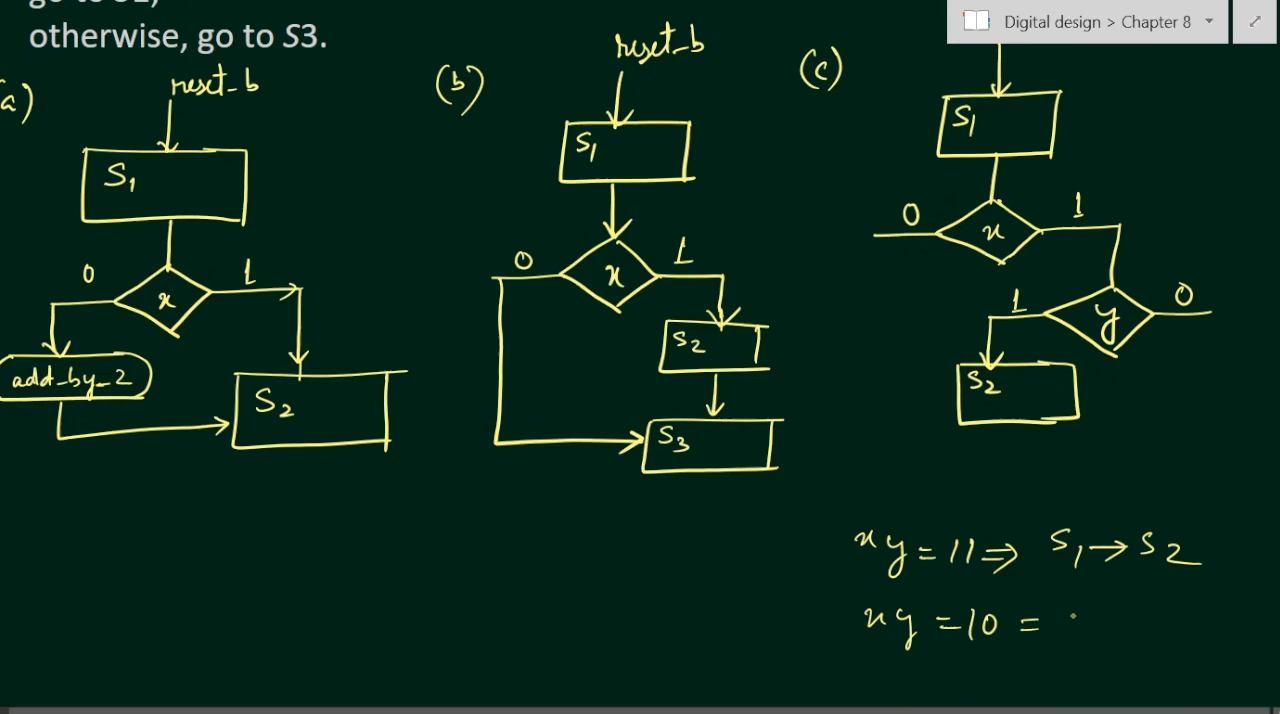 otherwise, go to S3.
Digital design > Chapter 8
a)
reset_b
S1
x
0
1
add_by_2
S2
(b)
reset_b
S1
x
0
1
S2
S3
(c)
S1
x
0
1
y
1
0
S2
xy = 11 ⇒ S1 → S2
xy = 10 =